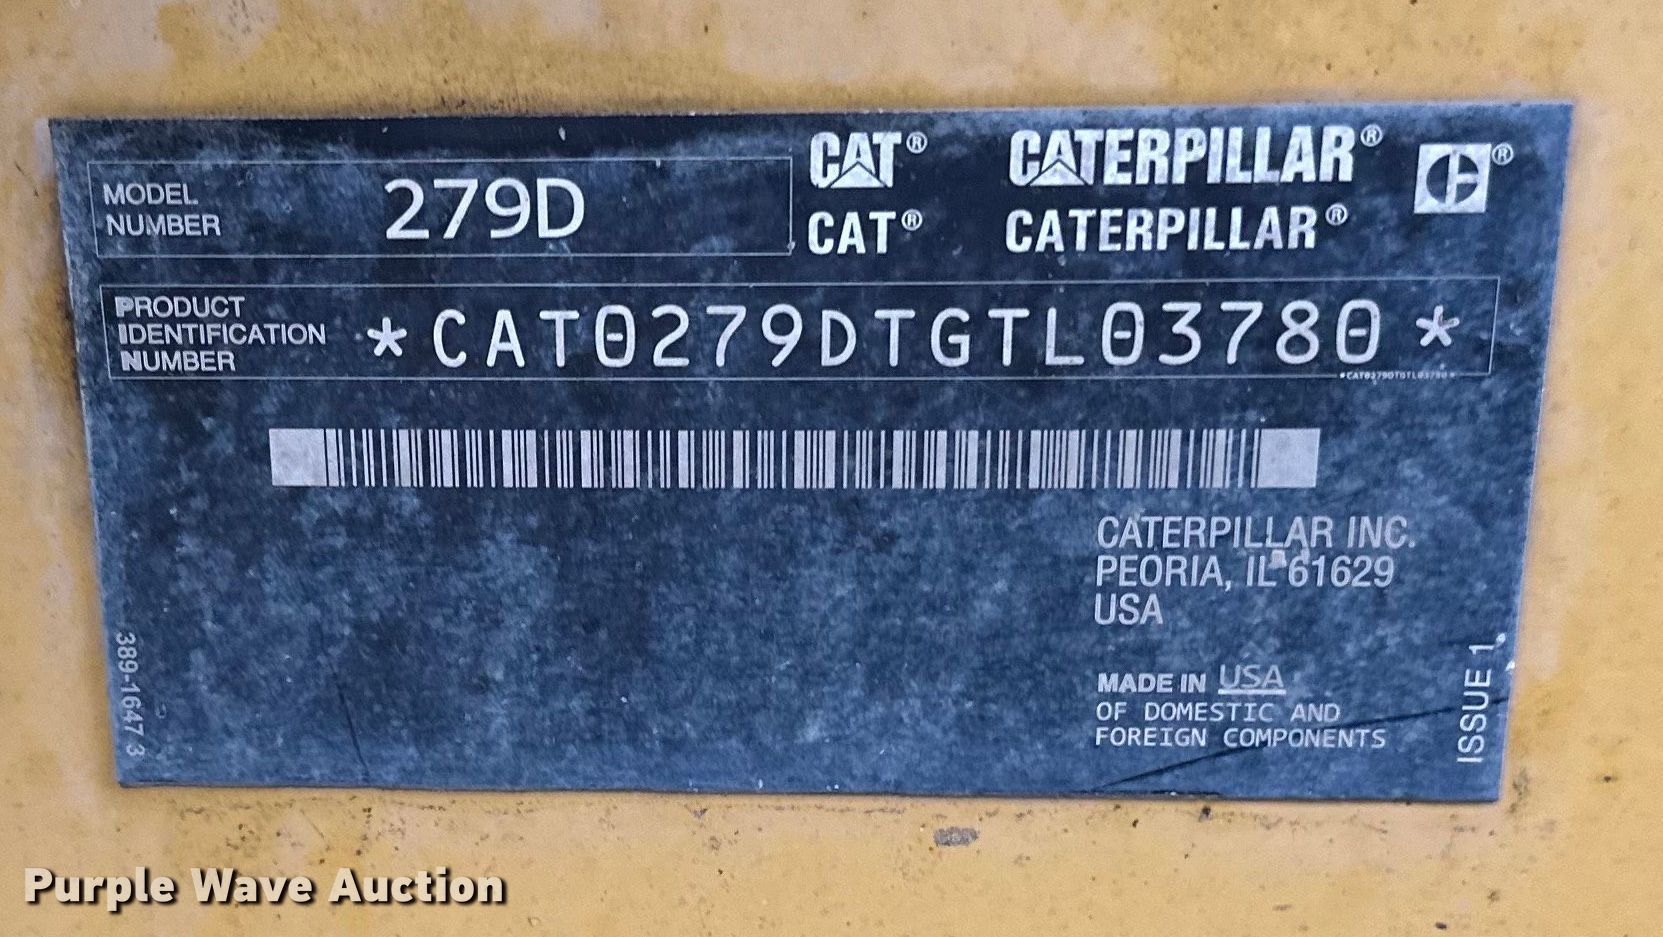 MODEL
NUMBER
279D
CAT® CATERPILLAR® ®
CAT® CATERPILLAR®
PRODUCT
IDENTIFICATION
NUMBER
*CAT0279DTGTL03780*
*CAT0279DTGTL03780*
CATERPILLAR INC.
PEORIA, IL 61629
USA
MADE IN USA
OF DOMESTIC AND
FOREIGN COMPONENTS
389-1647 3
ISSUE 1
Purple Wave Auction